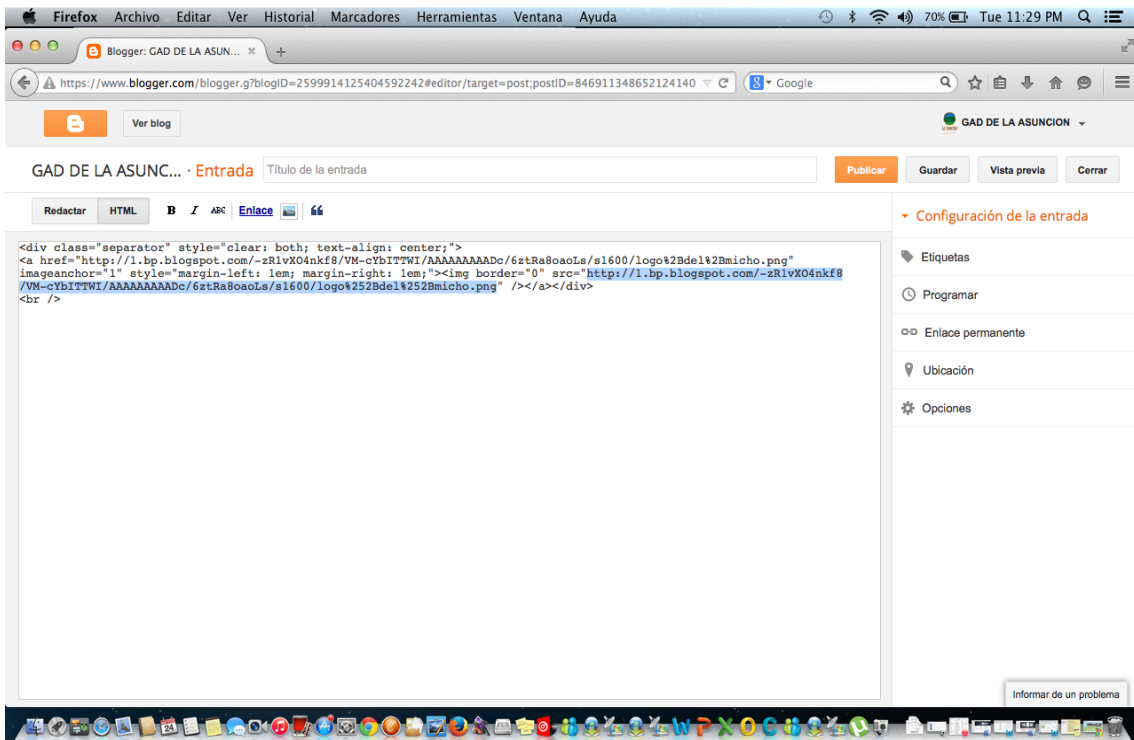 Firefox Archivo Editar Ver Historial Marcadores Herramientas Ventana Ayuda 70% Tue 11:29 PM
Blogger: GAD DE LA ASUN... × +
https://www.blogger.com/blogger.g?blogID=2599914125404592242#editor/target=post;postID=846911348652124140 Google
Ver blog GAD DE LA ASUNCION
GAD DE LA ASUNC... · Entrada Título de la entrada Publicar Guardar Vista previa Cerrar
Redactar HTML B I ABC Enlace
Configuración de la entrada
<div class="separator" style="clear: both; text-align: center;">
<a href="http://1.bp.blogspot.com/-zR1vXO4nkf8/VM-cYbITTWI/AAAAAAAAADc/6ztRa8oaoLs/s1600/logo%2Bdel%2Bmicho.png"
imageanchor="1" style="margin-left: 1em; margin-right: 1em;"><img border="0" src="http://1.bp.blogspot.com/-zR1vXO4nkf8
/VM-cYbITTWI/AAAAAAAAADc/6ztRa8oaoLs/s1600/logo%252Bdel%252Bmicho.png" /></a></div>
<br />
Etiquetas
Programar
Enlace permanente
Ubicación
Opciones
Informar de un problema